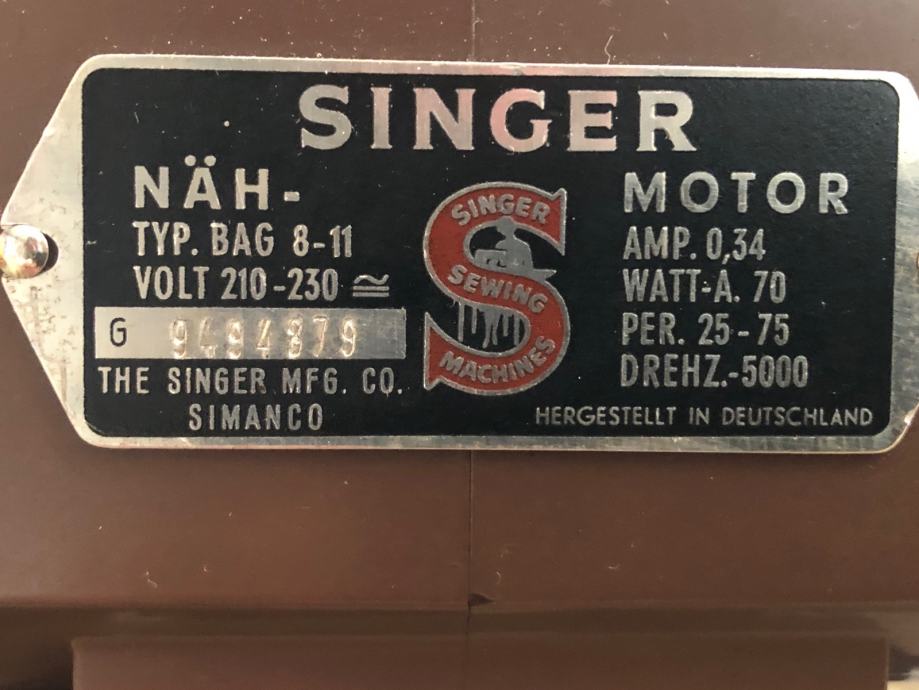 SINGER
NÄH-
TYP. BAG 8-11
VOLT 210-230 ≅
G 9494879
THE SINGER MFG. CO.
SIMANCO
SINGER
SEWING
MACHINES
MOTOR
AMP. 0,34
WATT-A. 70
PER. 25-75
DREHZ.-5000
HERGESTELLT IN DEUTSCHLAND